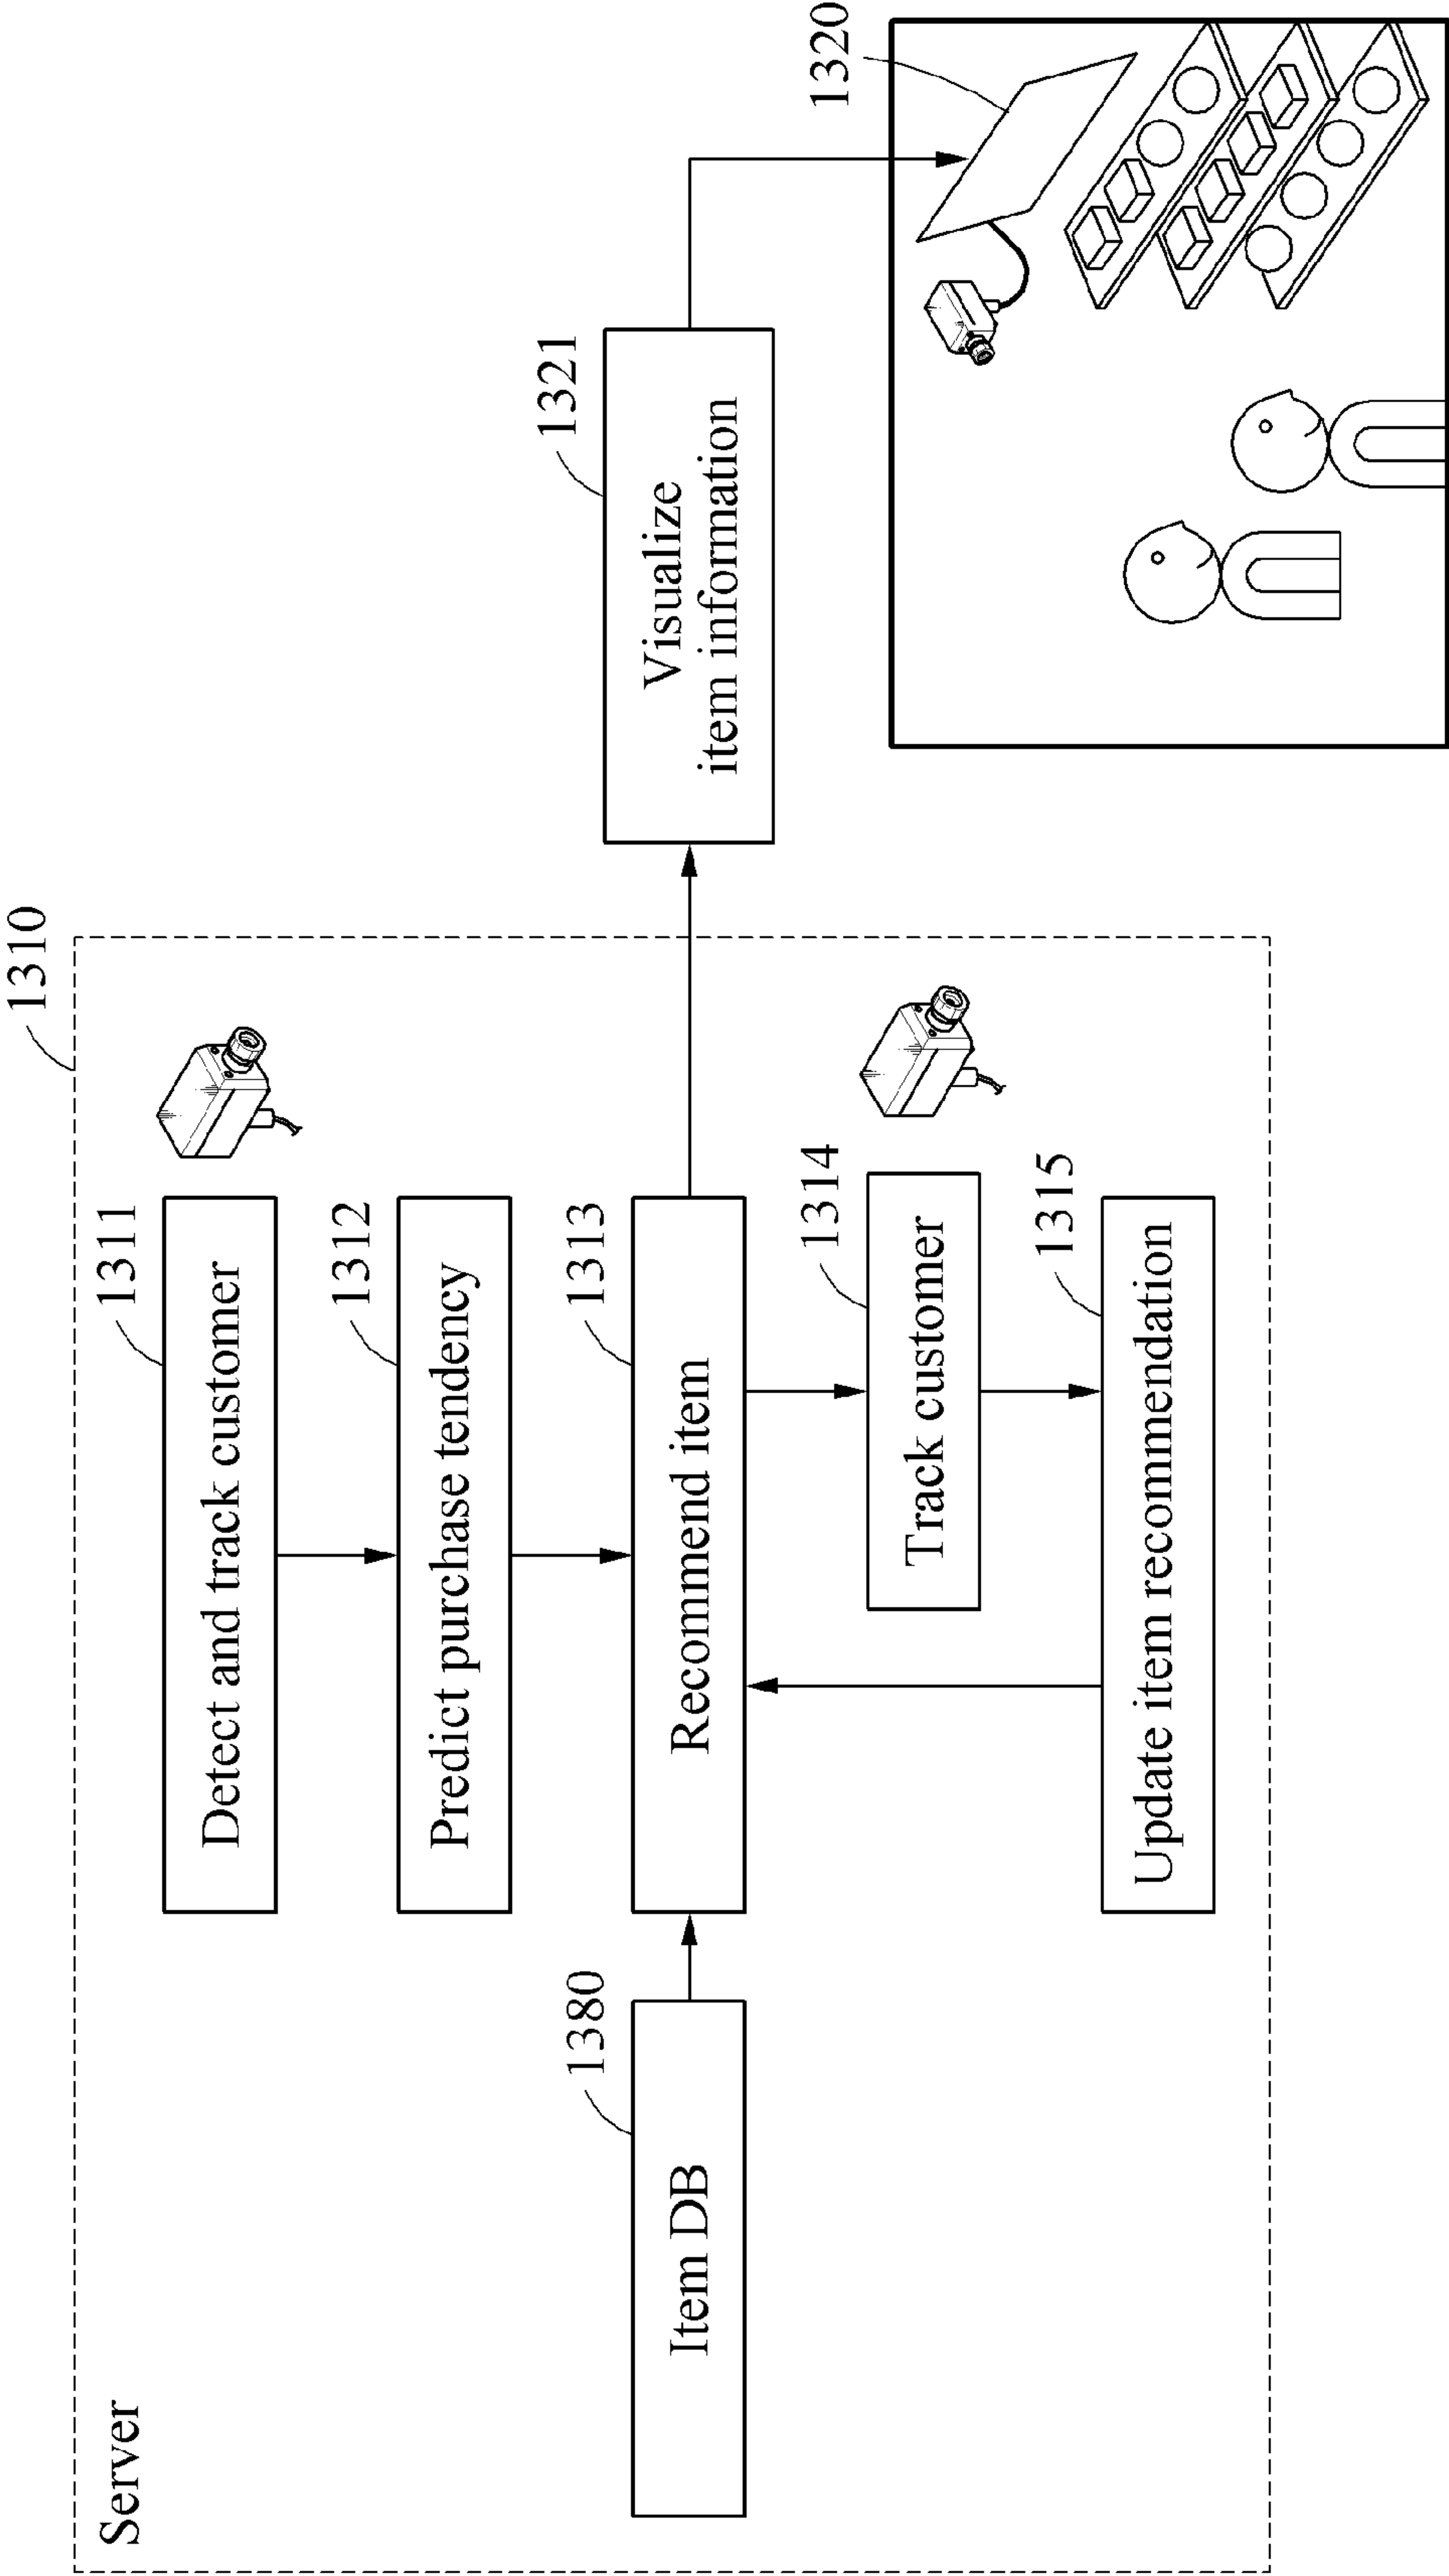 1310
Server
1311
Detect and track customer
1312
Predict purchase tendency
1380
Item DB
1313
Recommend item
1314
Track customer
1315
Update item recommendation
1321
Visualize
item information
1320